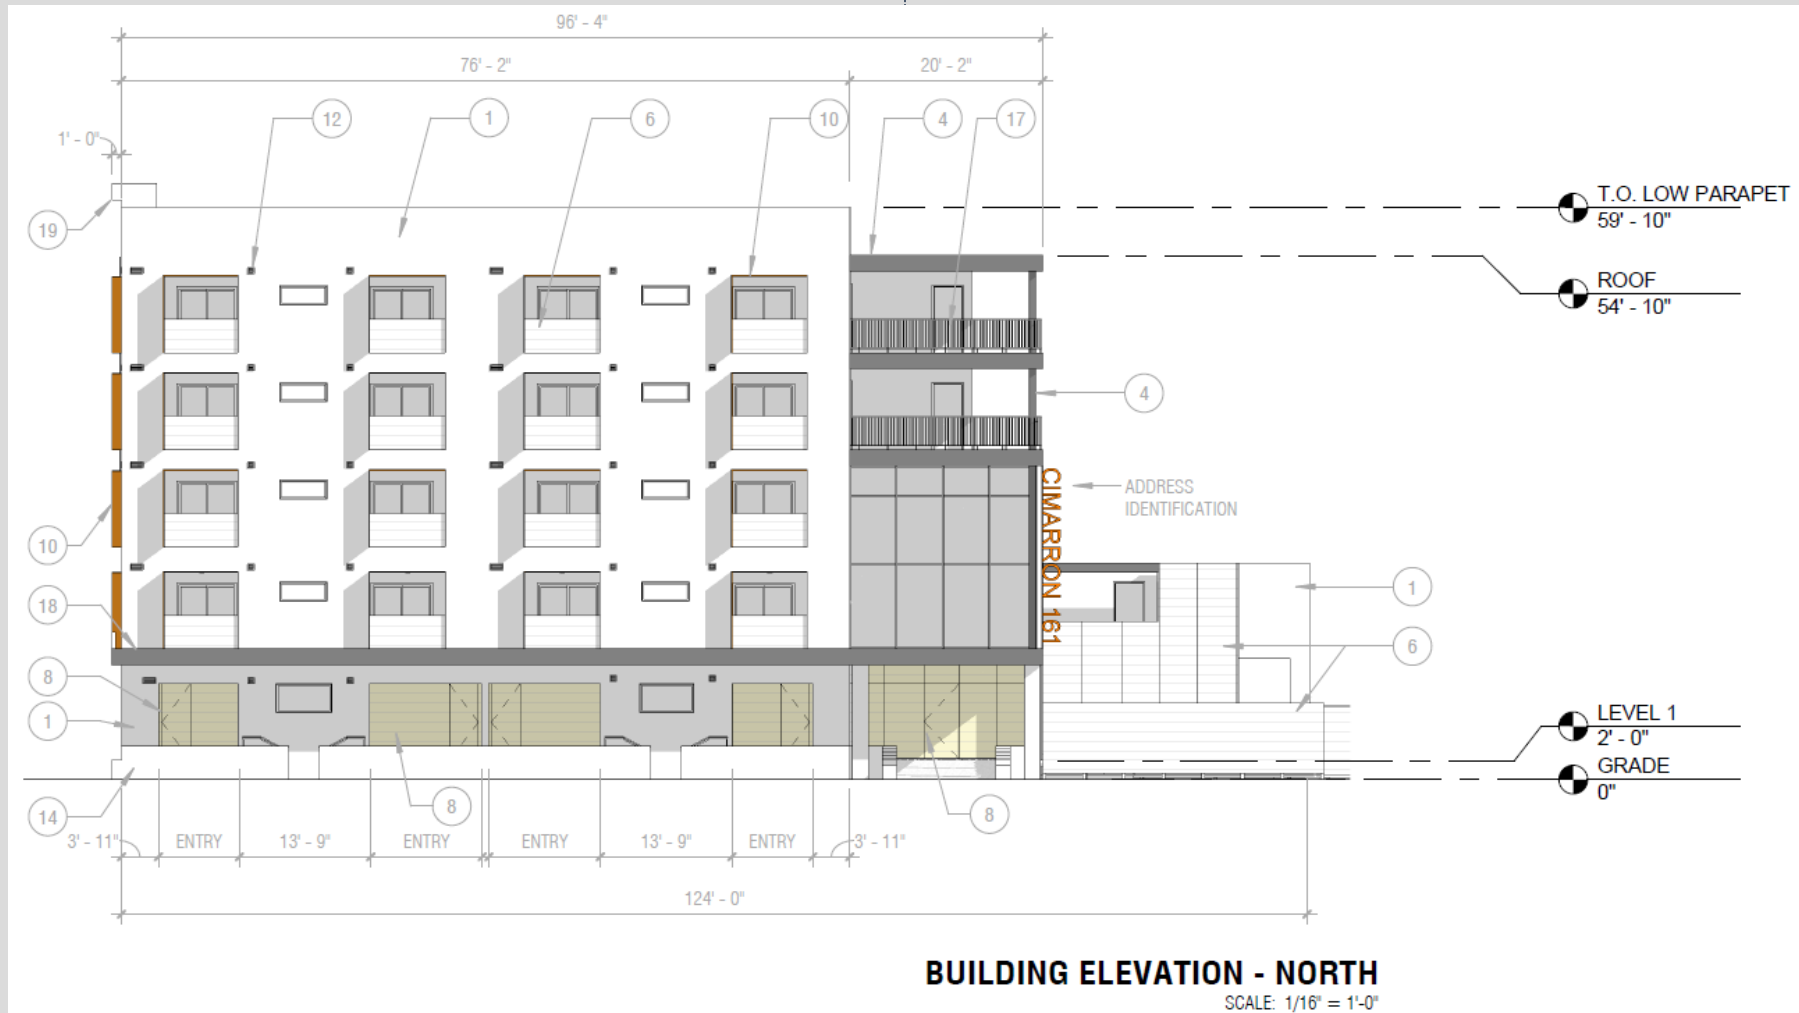 96' - 4"
76' - 2"
20' - 2"
12
1
6
10
4
17
1' - 0"
19
T.O. LOW PARAPET
59' - 10"
ROOF
54' - 10"
4
CIMARRON 161
ADDRESS
IDENTIFICATION
10
18
1
6
8
1
LEVEL 1
2' - 0"
GRADE
0"
14
8
8
3' - 11"
ENTRY
13' - 9"
ENTRY
ENTRY
13' - 9"
ENTRY
3' - 11"
124' - 0"
BUILDING ELEVATION - NORTH
SCALE: 1/16" = 1'-0"